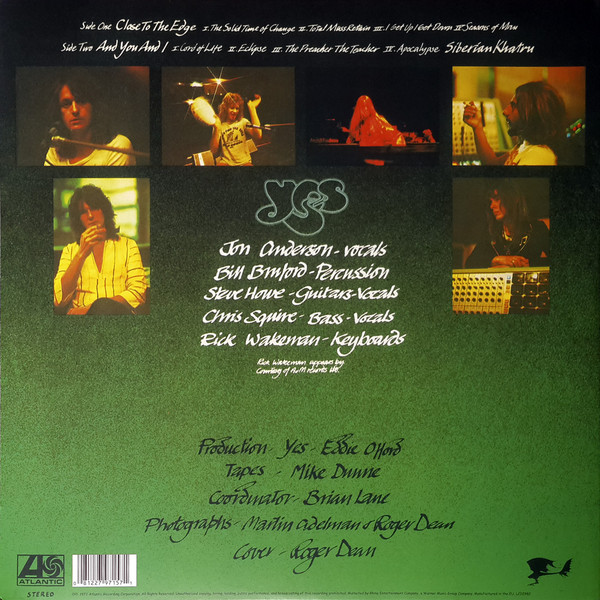 Side One Close To The Edge I. The Solid Time of Change II. Total Mass Retain III. I Get Up I Get Down IV. Seasons of Man
Side Two And You And I I. Cord of Life II. Eclipse III. The Preacher The Teacher IV. Apocalypse Siberian Khatru
Yes
Jon Anderson - vocals
Bill Bruford - Percussion
Steve Howe - Guitars - Vocals
Chris Squire - Bass - Vocals
Rick Wakeman - Keyboards
Rick Wakeman appears by
Courtesy of A&M records Ltd.
Production - Yes - Eddie Offord
Tapes - Mike Dunne
Coordinator - Brian Lane
Photographs - Martin Adelman & Roger Dean
Cover - Roger Dean
ATLANTIC
STEREO